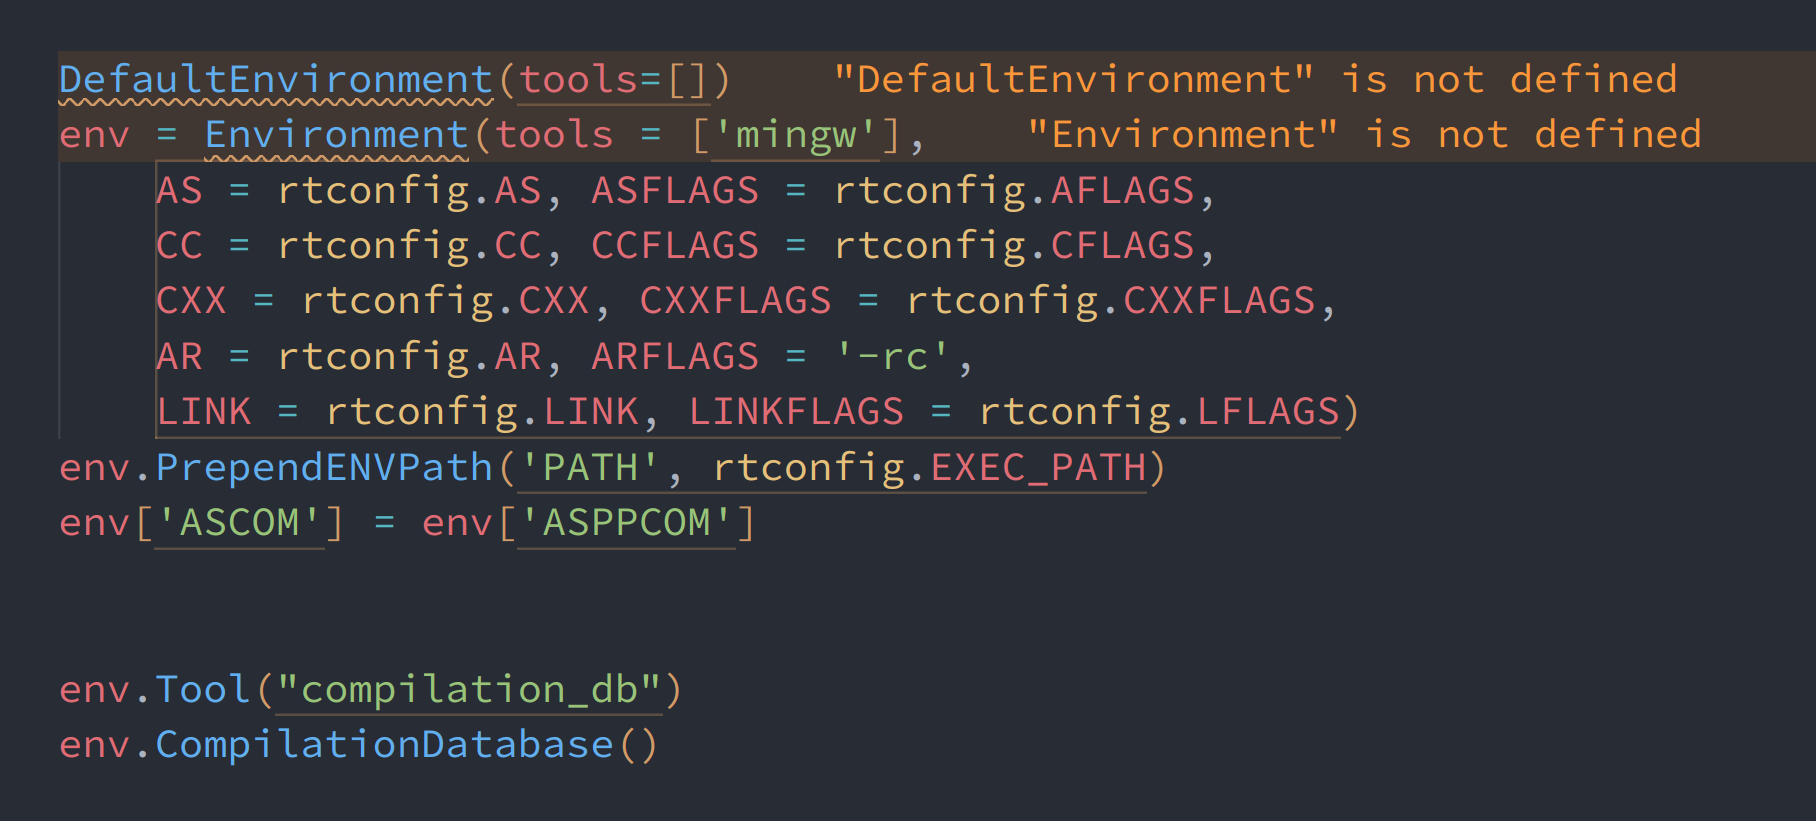 DefaultEnvironment(tools=[])    "DefaultEnvironment" is not defined
env = Environment(tools = ['mingw'],    "Environment" is not defined
    AS = rtconfig.AS, ASFLAGS = rtconfig.AFLAGS,
    CC = rtconfig.CC, CCFLAGS = rtconfig.CFLAGS,
    CXX = rtconfig.CXX, CXXFLAGS = rtconfig.CXXFLAGS,
    AR = rtconfig.AR, ARFLAGS = '-rc',
    LINK = rtconfig.LINK, LINKFLAGS = rtconfig.LFLAGS)
env.PrependENVPath('PATH', rtconfig.EXEC_PATH)
env['ASCOM'] = env['ASPPCOM']
env.Tool("compilation_db")
env.CompilationDatabase()